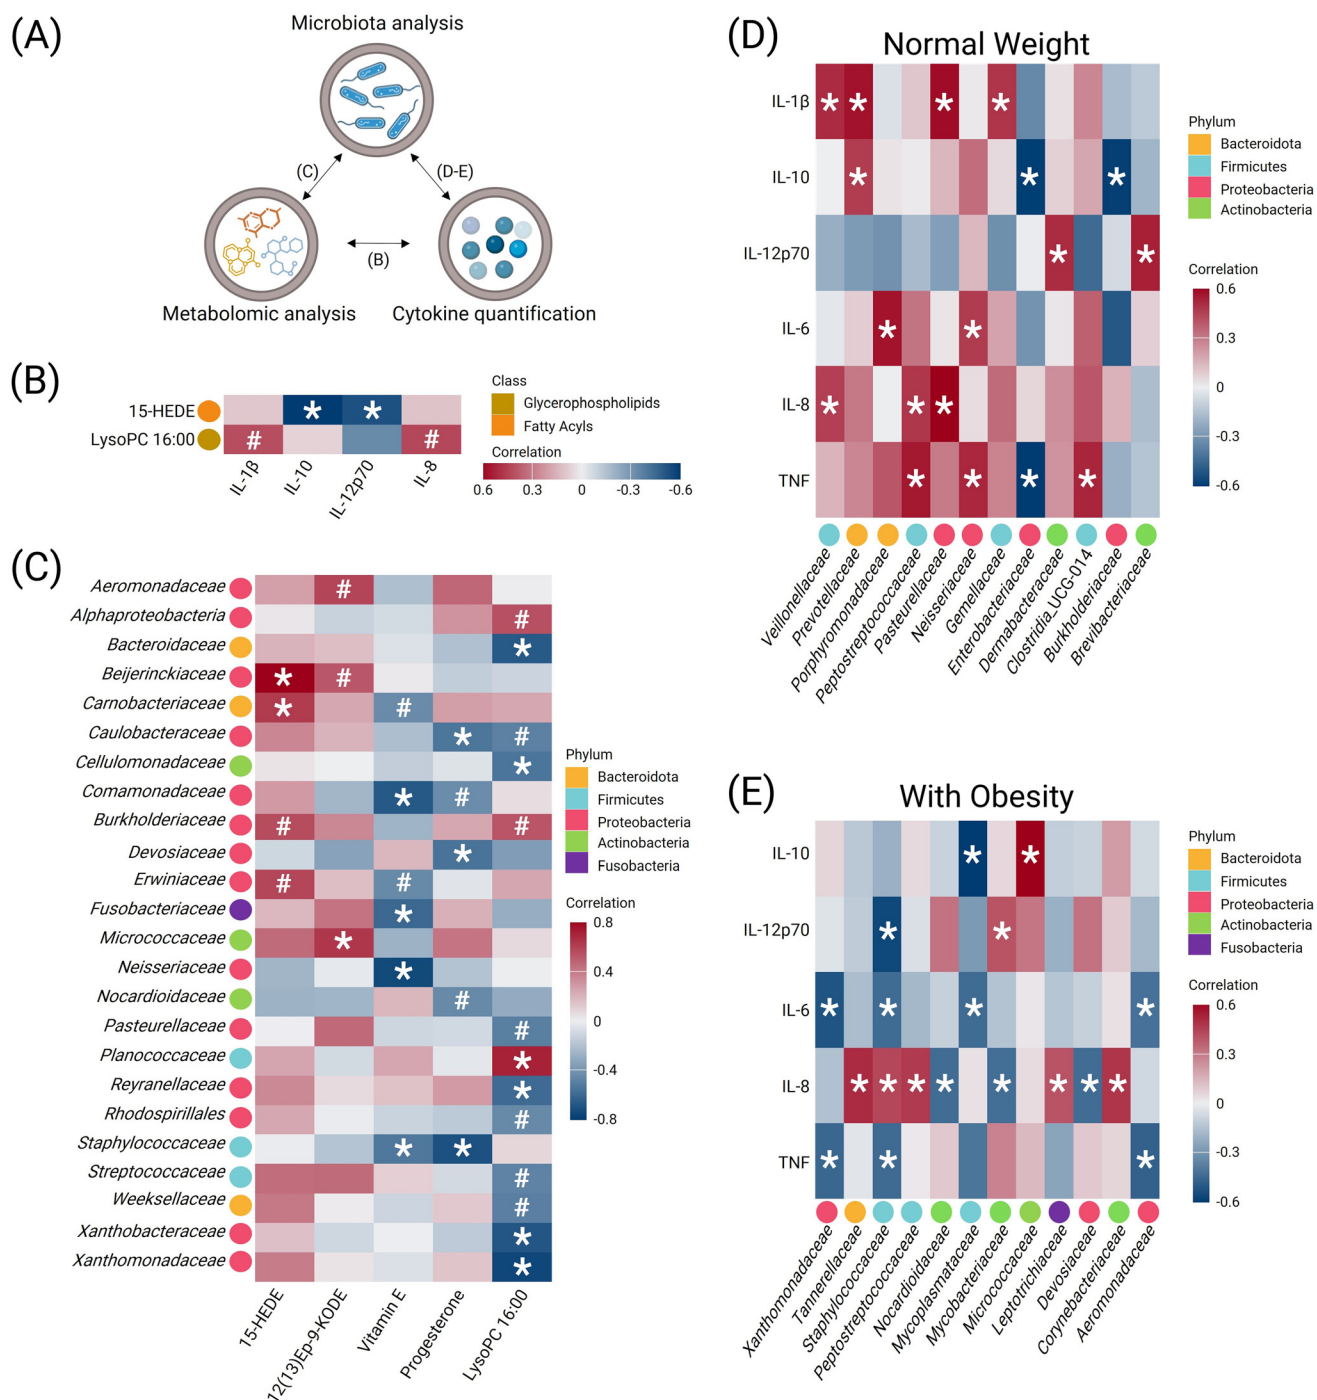 (A)
Microbiota analysis
(C)
(D-E)
(B)
Metabolomic analysis
Cytokine quantification
(B)
15-HEDE
LysoPC 16:00
* *
# #
IL-1β
IL-10
IL-12p70
IL-8
Class
Glycerophospholipids
Fatty Acyls
Correlation
0.6 0.3 0 -0.3 -0.6
(C)
Aeromonadaceae #
Alphaproteobacteria #
Bacteroidaceae *
Beijerinckiaceae * #
Carnobacteriaceae * #
Caulobacteraceae * #
Cellulomonadaceae *
Comamonadaceae * #
Burkholderiaceae # #
Devosiaceae *
Erwiniaceae # #
Fusobacteriaceae *
Micrococcaceae *
Neisseriaceae *
Nocardioidaceae #
Pasteurellaceae #
Planococcaceae *
Reyranellaceae *
Rhodospirillales #
Staphylococcaceae * *
Streptococcaceae #
Weeksellaceae #
Xanthobacteraceae *
Xanthomonadaceae *
15-HEDE
12(13)Ep-9-KODE
Vitamin E
Progesterone
LysoPC 16:00
Phylum
Bacteroidota
Firmicutes
Proteobacteria
Actinobacteria
Fusobacteria
Correlation
0.8
0.4
0
-0.4
-0.8
(D)
Normal Weight
IL-1β * * * *
IL-10 * * *
IL-12p70 * *
IL-6 * *
IL-8 * * *
TNF * * * *
Veillonellaceae
Prevotellaceae
Porphyromonadaceae
Peptostreptococcaceae
Pasteurellaceae
Neisseriaceae
Gemellaceae
Enterobacteriaceae
Dermabacteraceae
Clostridia_UCG-014
Burkholderiaceae
Brevibacteriaceae
Phylum
Bacteroidota
Firmicutes
Proteobacteria
Actinobacteria
Correlation
0.6
0.3
0
-0.3
-0.6
(E)
With Obesity
IL-10 * *
IL-12p70 * *
IL-6 * * * *
IL-8 * * * * * * * *
TNF * * *
Xanthomonadaceae
Tannerellaceae
Staphylococcaceae
Peptostreptococcaceae
Nocardioidaceae
Mycoplasmataceae
Mycobacteriaceae
Micrococcaceae
Leptotrichiaceae
Devosiaceae
Corynebacteriaceae
Aeromonadaceae
Phylum
Bacteroidota
Firmicutes
Proteobacteria
Actinobacteria
Fusobacteria
Correlation
0.6
0.3
0
-0.3
-0.6